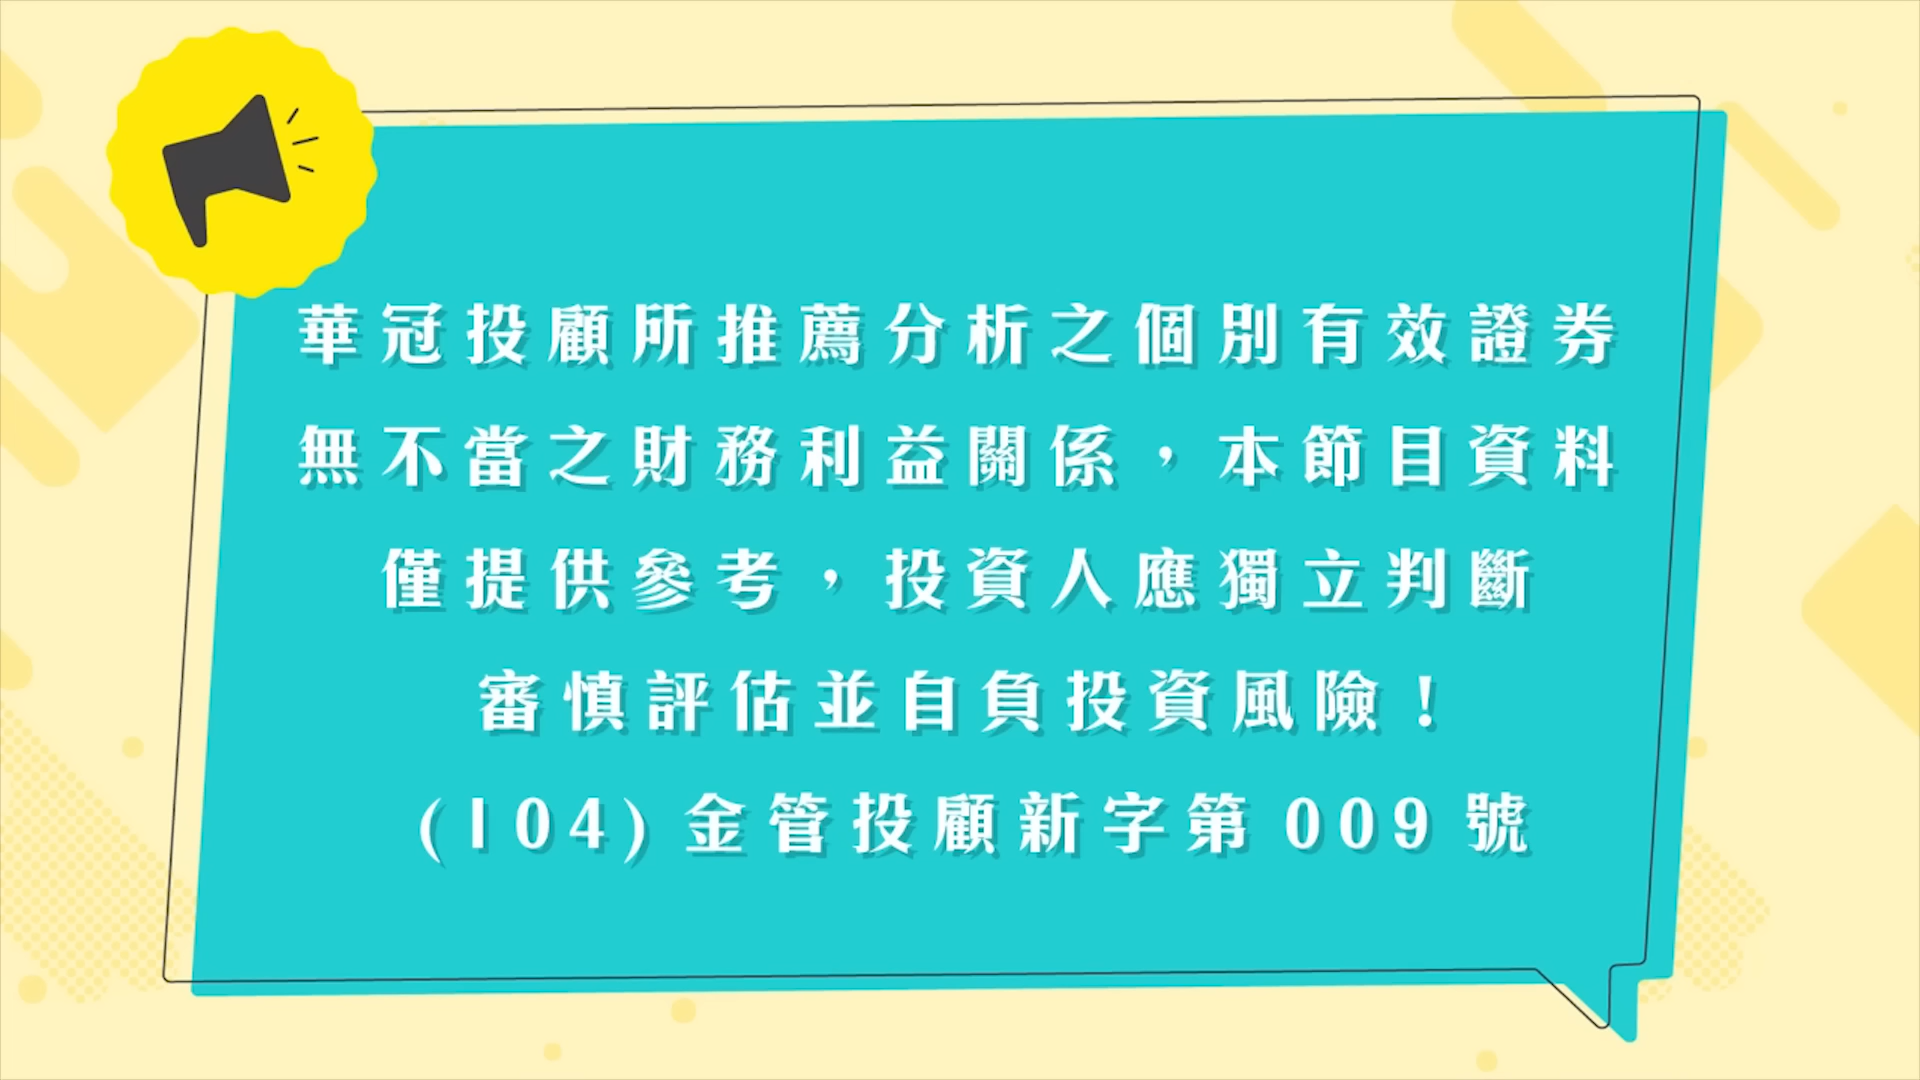 華冠投顧所推薦分析之個別有效證券
無不當之財務利益關係，本節目資料
僅提供參考，投資人應獨立判斷
審慎評估並自負投資風險！
(104) 金管投顧新字第 009 號